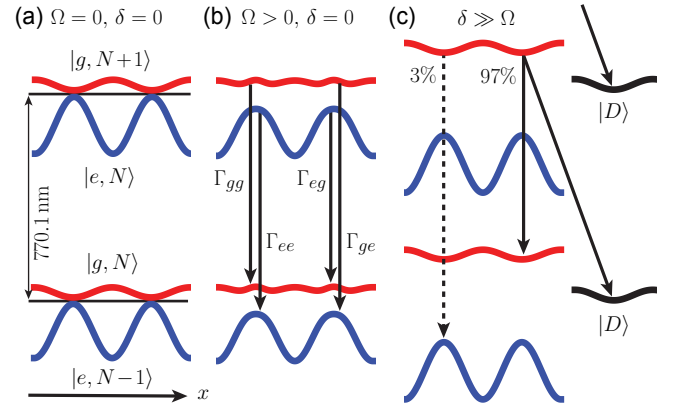 (a) Ω = 0, δ = 0
|g, N+1⟩
|e, N⟩
770.1 nm
|g, N⟩
|e, N−1⟩
x
(b) Ω > 0, δ = 0
Γgg
Γeg
Γee
Γge
(c) δ ≫ Ω
3%
97%
|D⟩
|D⟩